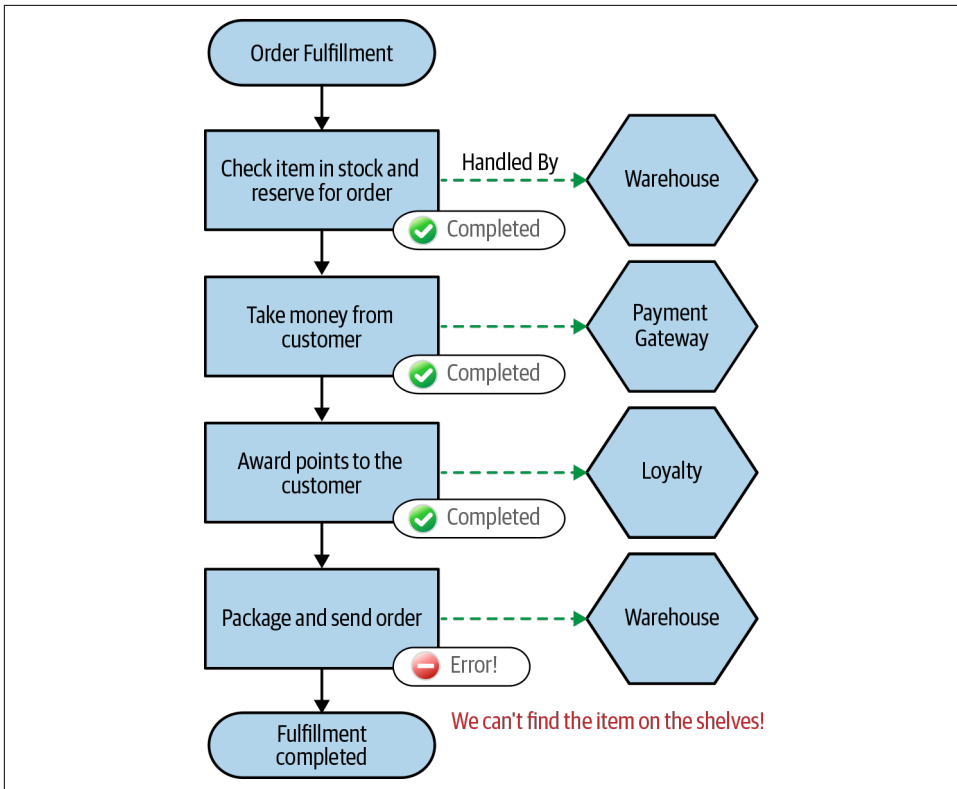 Order Fulfillment
Check item in stock and
reserve for order
Handled By
Warehouse
Completed
Take money from
customer
Payment
Gateway
Completed
Award points to the
customer
Loyalty
Completed
Package and send order
Warehouse
Error!
We can't find the item on the shelves!
Fulfillment
completed